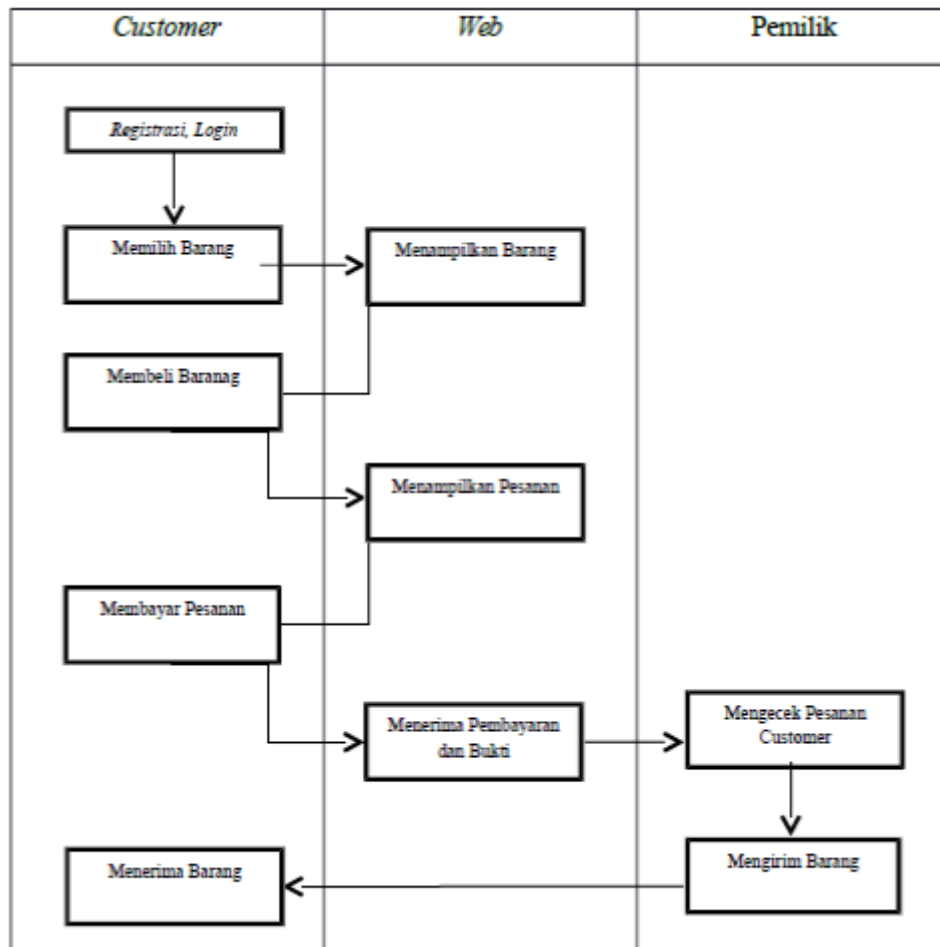 Customer
Web
Pemilik
Registrasi, Login
Memilih Barang
Menampilkan Barang
Membeli Baranag
Menampilkan Pesanan
Membayar Pesanan
Menerima Pembayaran
dan Bukti
Mengecek Pesanan
Customer
Menerima Barang
Mengirim Barang